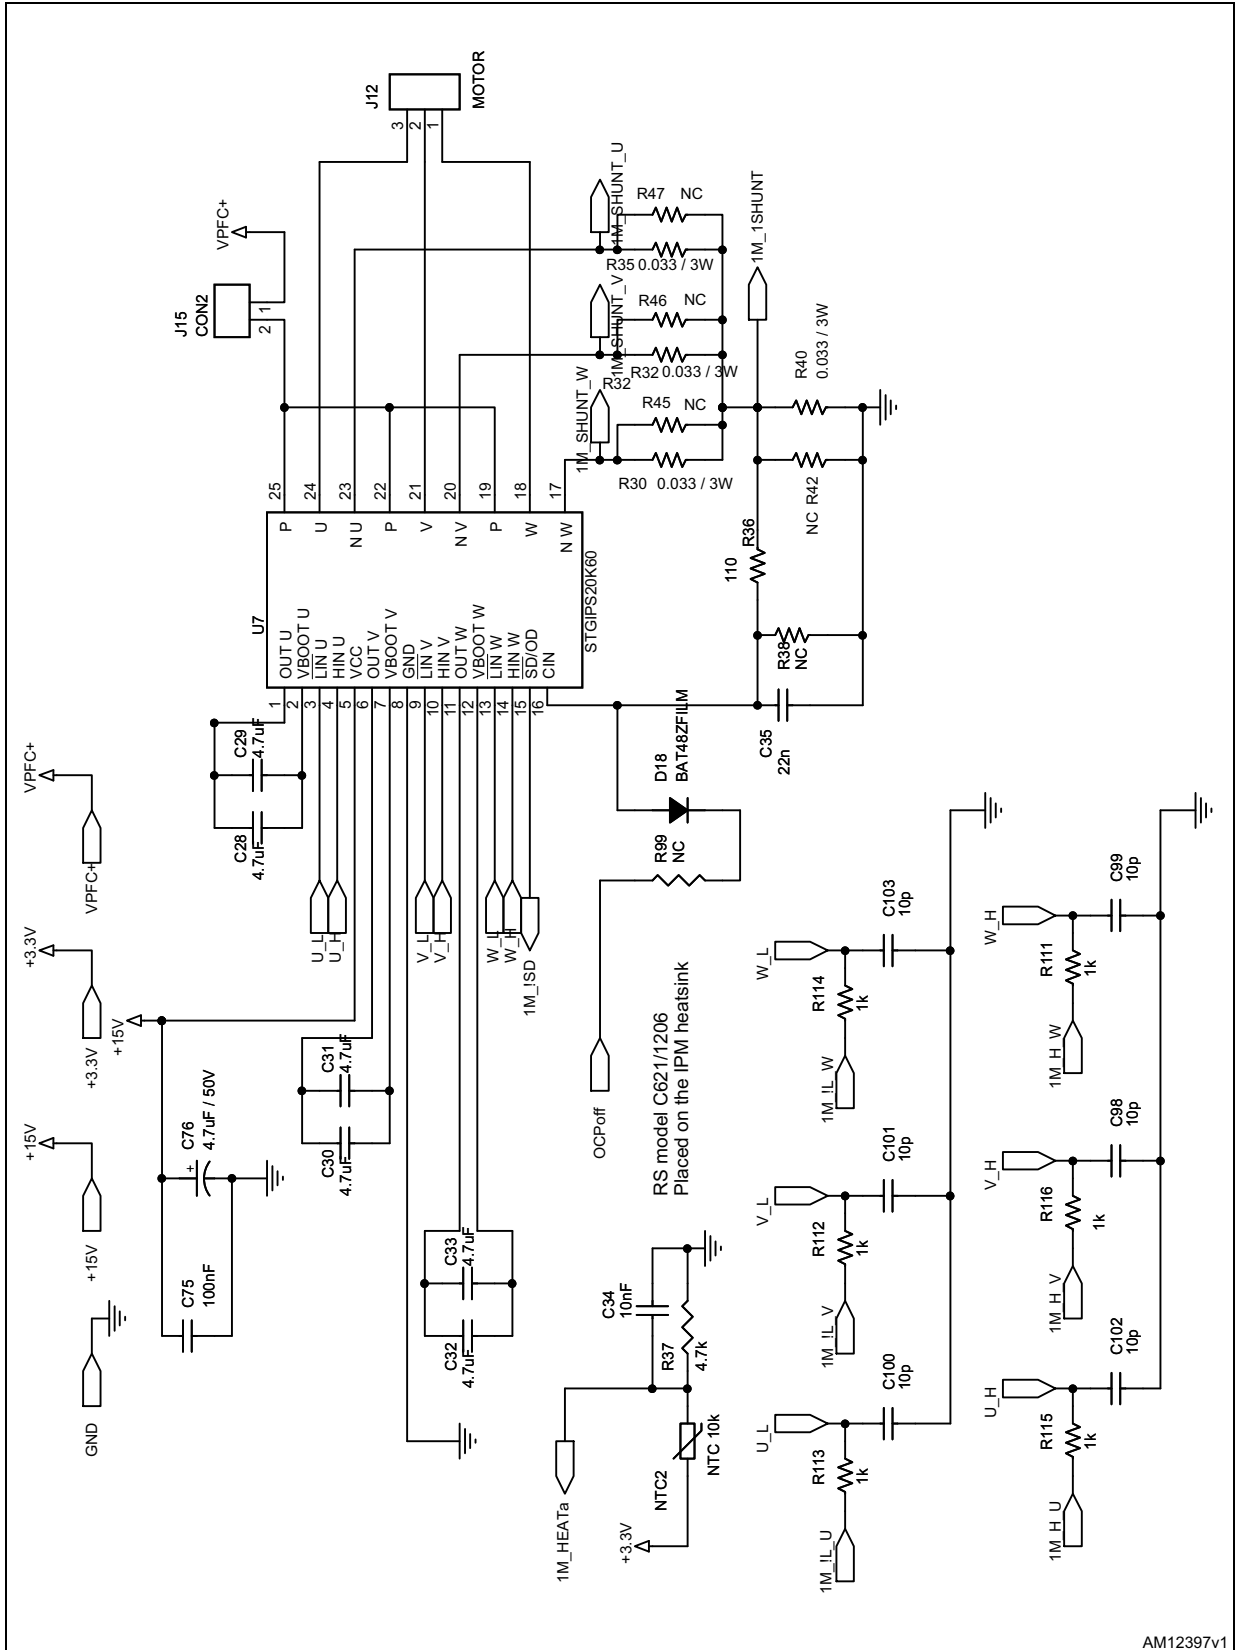 J12
MOTOR
3
2
1
VPFC+
J15
CON2
1
2
1M_SHUNT_U
R47 NC
R35 0.033 / 3W
1M_SHUNT_V
R46 NC
R32 0.033 / 3W
R32
1M_SHUNT_W
R45 NC
R30 0.033 / 3W
1M_1SHUNT
R40
0.033 / 3W
NC R42
R36
110
R38
NC
C35
22n
25
24
23
22
21
20
19
18
17
P
U
N U
P
V
N V
P
W
N W
U7
STGIPS20K60
OUT U
VBOOT U
LIN U
HIN U
VCC
OUT V
VBOOT V
GND
LIN V
HIN V
OUT W
VBOOT W
LIN W
HIN W
SD/OD
CIN
1
2
3
4
5
6
7
8
9
10
11
12
13
14
15
16
C29
4.7uF
C28
4.7uF
U_L
U_H
V_L
V_H
W_L
W_H
1M_!SD
D18
BAT48ZFILM
R99
NC
OCPoff
VPFC+
VPFC+
+3.3V
+3.3V
+15V
+15V
+15V
GND
C76
4.7uF / 50V
C75
100nF
C31
4.7uF
C30
4.7uF
C33
4.7uF
C32
4.7uF
RS model C621/1206
Placed on the IPM heatsink
C34
10nF
R37
4.7k
1M_HEATa
NTC2
NTC 10k
+3.3V
W_L
R114
1k
C103
10p
1M_!L_W
V_L
R112
1k
C101
10p
1M_!L_V
U_L
R113
1k
C100
10p
1M_!L_U
W_H
R111
1k
C99
10p
1M_H_W
V_H
R116
1k
C98
10p
1M_H_V
U_H
R115
1k
C102
10p
1M_H_U
AM12397v1